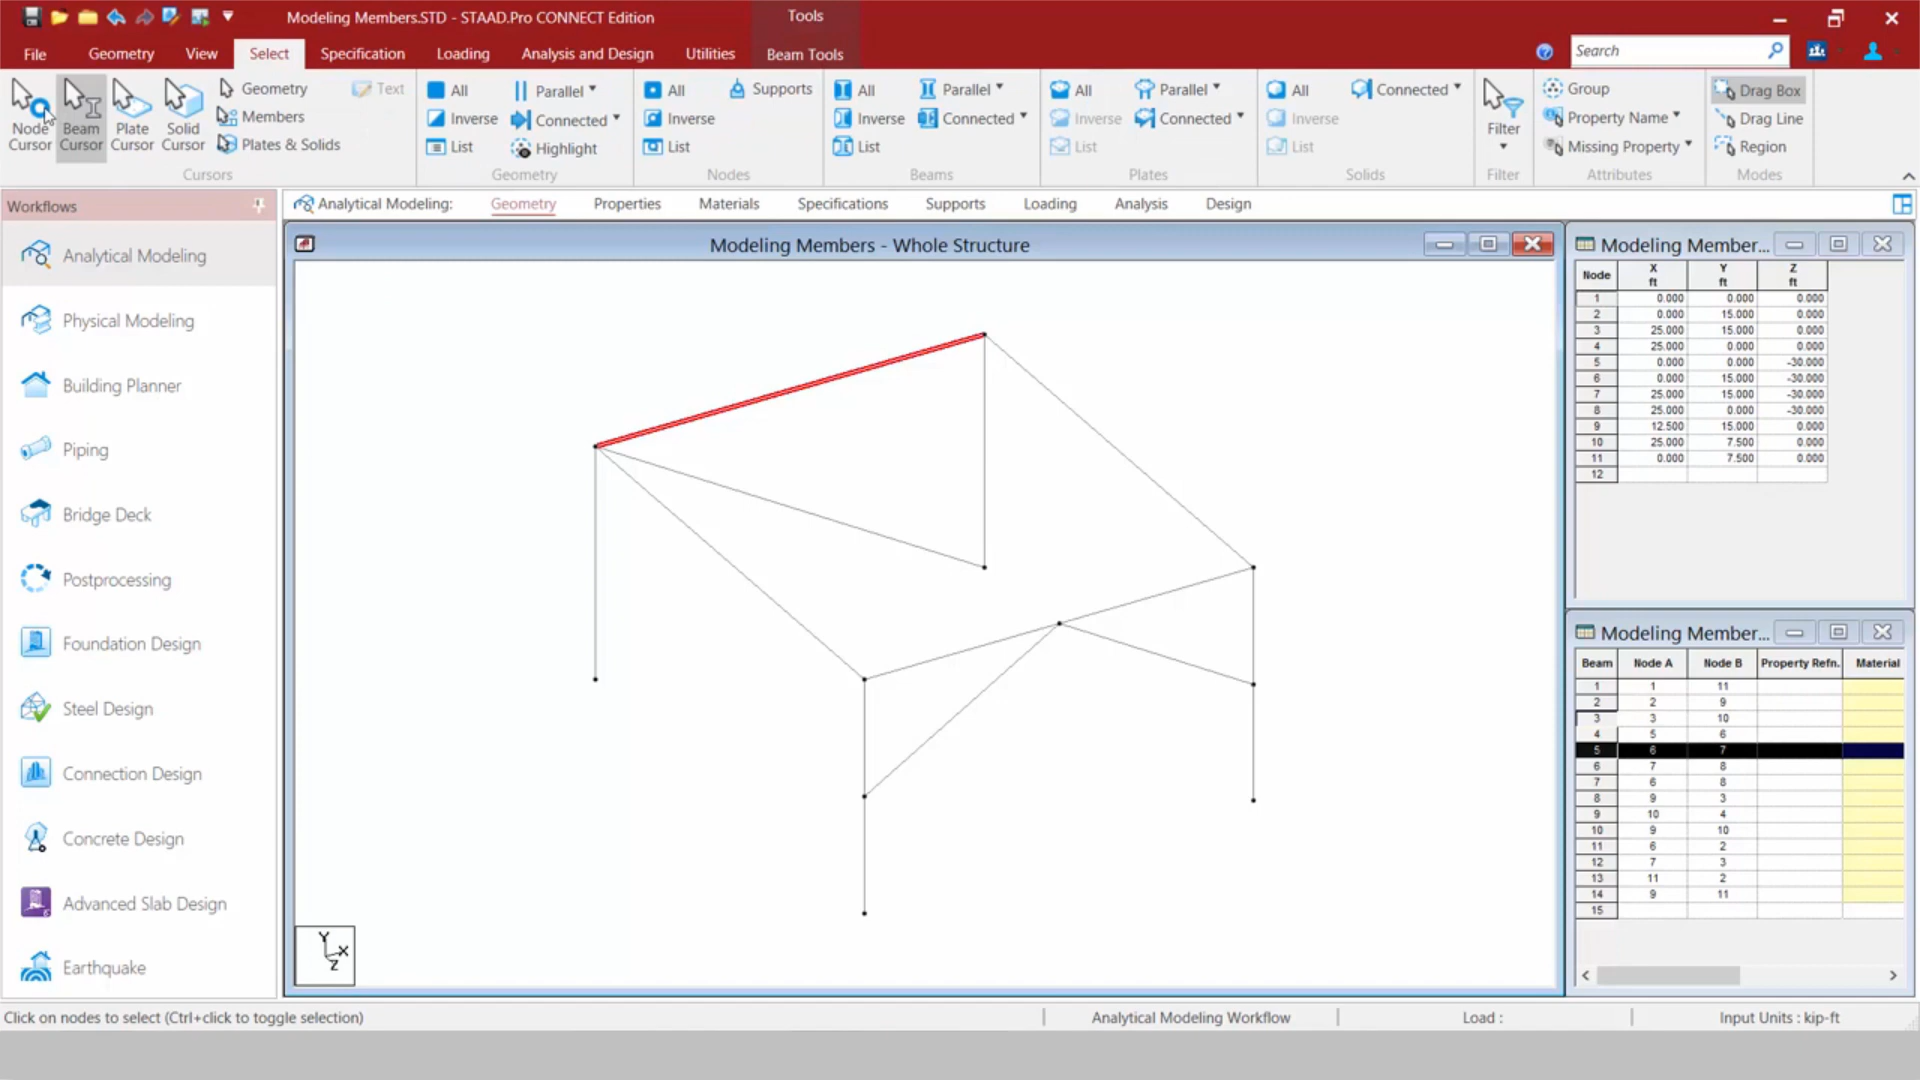 Modeling Members.STD - STAAD.Pro CONNECT Edition
Tools
File Geometry View Select Specification Loading Analysis and Design Utilities Beam Tools
Search
Node Cursor
Beam Cursor
Plate Cursor
Solid Cursor
Geometry
Members
Plates & Solids
Text
Cursors
All
Inverse
List
Parallel
Connected
Highlight
Geometry
All
Inverse
List
Supports
Nodes
All
Inverse
List
Parallel
Connected
Beams
All
Inverse
List
Parallel
Connected
Plates
All
Inverse
List
Connected
Solids
Filter
Filter
Group
Property Name
Missing Property
Attributes
Drag Box
Drag Line
Region
Modes
Workflows
Analytical Modeling
Physical Modeling
Building Planner
Piping
Bridge Deck
Postprocessing
Foundation Design
Steel Design
Connection Design
Concrete Design
Advanced Slab Design
Earthquake
Analytical Modeling: Geometry Properties Materials Specifications Supports Loading Analysis Design
Modeling Members - Whole Structure
Y
X
Z
Modeling Member...
Node X ft Y ft Z ft
1 0.000 0.000 0.000
2 0.000 15.000 0.000
3 25.000 15.000 0.000
4 25.000 0.000 0.000
5 0.000 0.000 -30.000
6 0.000 15.000 -30.000
7 25.000 15.000 -30.000
8 25.000 0.000 -30.000
9 12.500 15.000 0.000
10 25.000 7.500 0.000
11 0.000 7.500 0.000
12
Modeling Member...
Beam Node A Node B Property Refn. Material
1 1 11
2 2 9
3 3 10
4 5 6
5 6 7
6 7 8
7 6 8
8 9 3
9 10 4
10 9 10
11 6 2
12 7 3
13 11 2
14 9 11
15
Click on nodes to select (Ctrl+click to toggle selection)
Analytical Modeling Workflow
Load :
Input Units : kip-ft